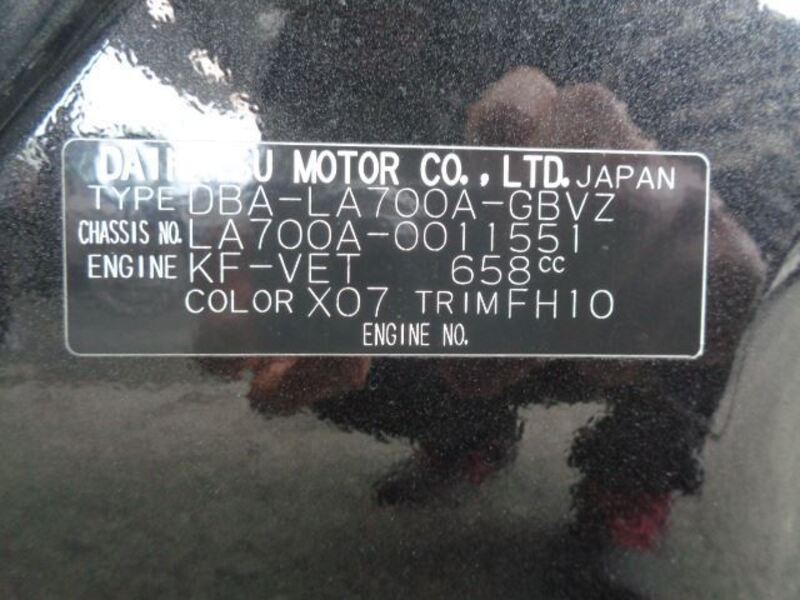 DAIHATSU MOTOR CO., LTD. JAPAN
TYPE DBA-LA700A-GBVZ
CHASSIS NO. LA700A-0011551
ENGINE KF-VET 658cc
COLOR X07 TRIM FH10
ENGINE NO.